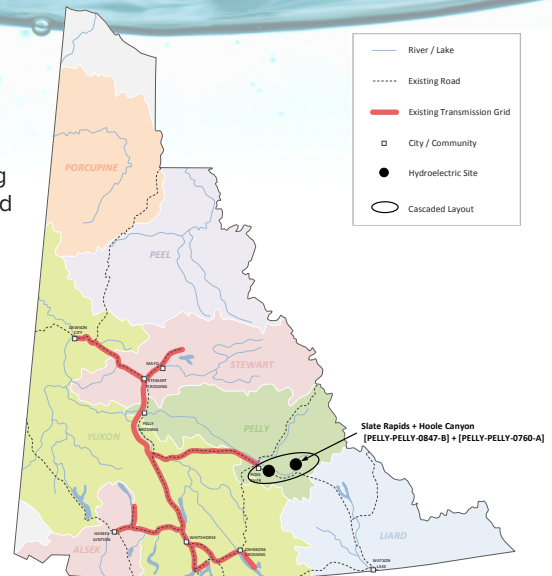 g
d
River / Lake
Existing Road
Existing Transmission Grid
City / Community
Hydroelectric Site
Cascaded Layout
PORCUPINE
PEEL
DAWSON
CITY
MAYO
STEWART
CROSSING
STEWART
PELLY
CROSSING
YUKON
PELLY
Slate Rapids + Hoole Canyon
[PELLY-PELLY-0847-B] + [PELLY-PELLY-0760-A]
HAINES
JUNCTION
ALSEK
WHITEHORSE
JOHNSONS
CROSSING
LIARD
WATSON
LAKE